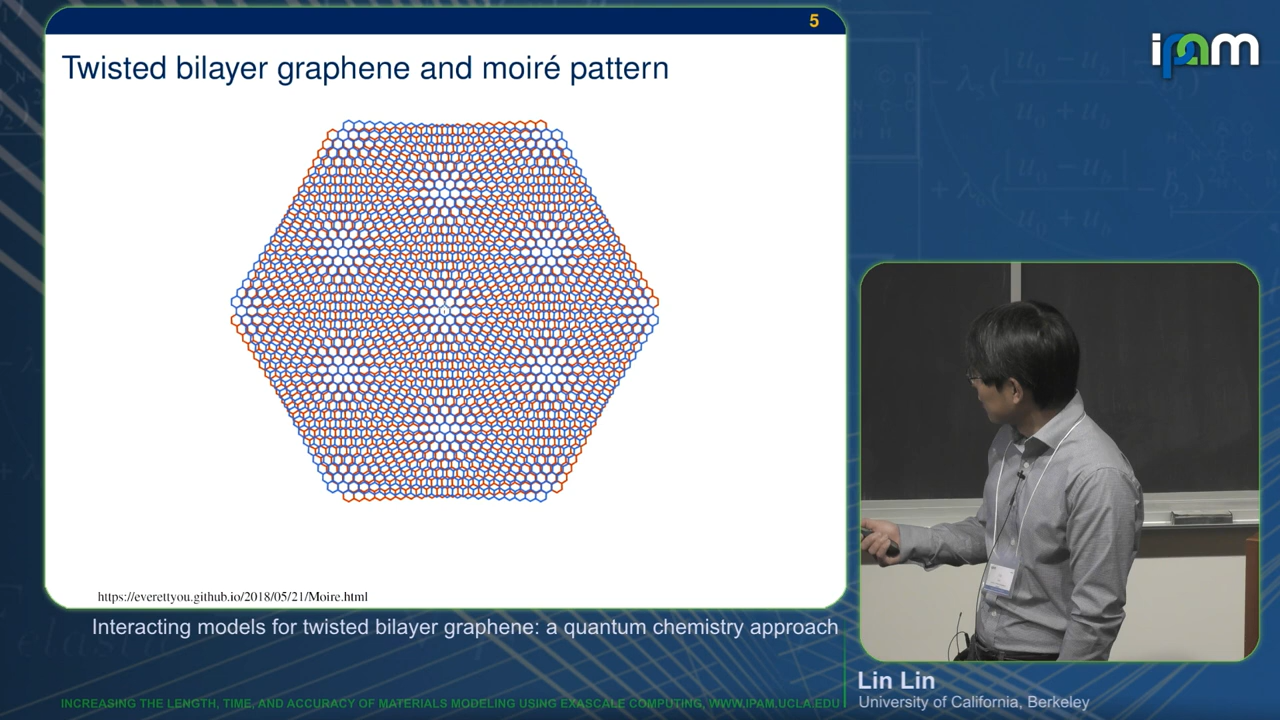 5
ipam
Twisted bilayer graphene and moiré pattern
https://everettyou.github.io/2018/05/21/Moire.html
Interacting models for twisted bilayer graphene: a quantum chemistry approach
Lin Lin
University of California, Berkeley
INCREASING THE LENGTH, TIME, AND ACCURACY OF MATERIALS MODELING USING EXASCALE COMPUTING, WWW.IPAM.UCLA.EDU